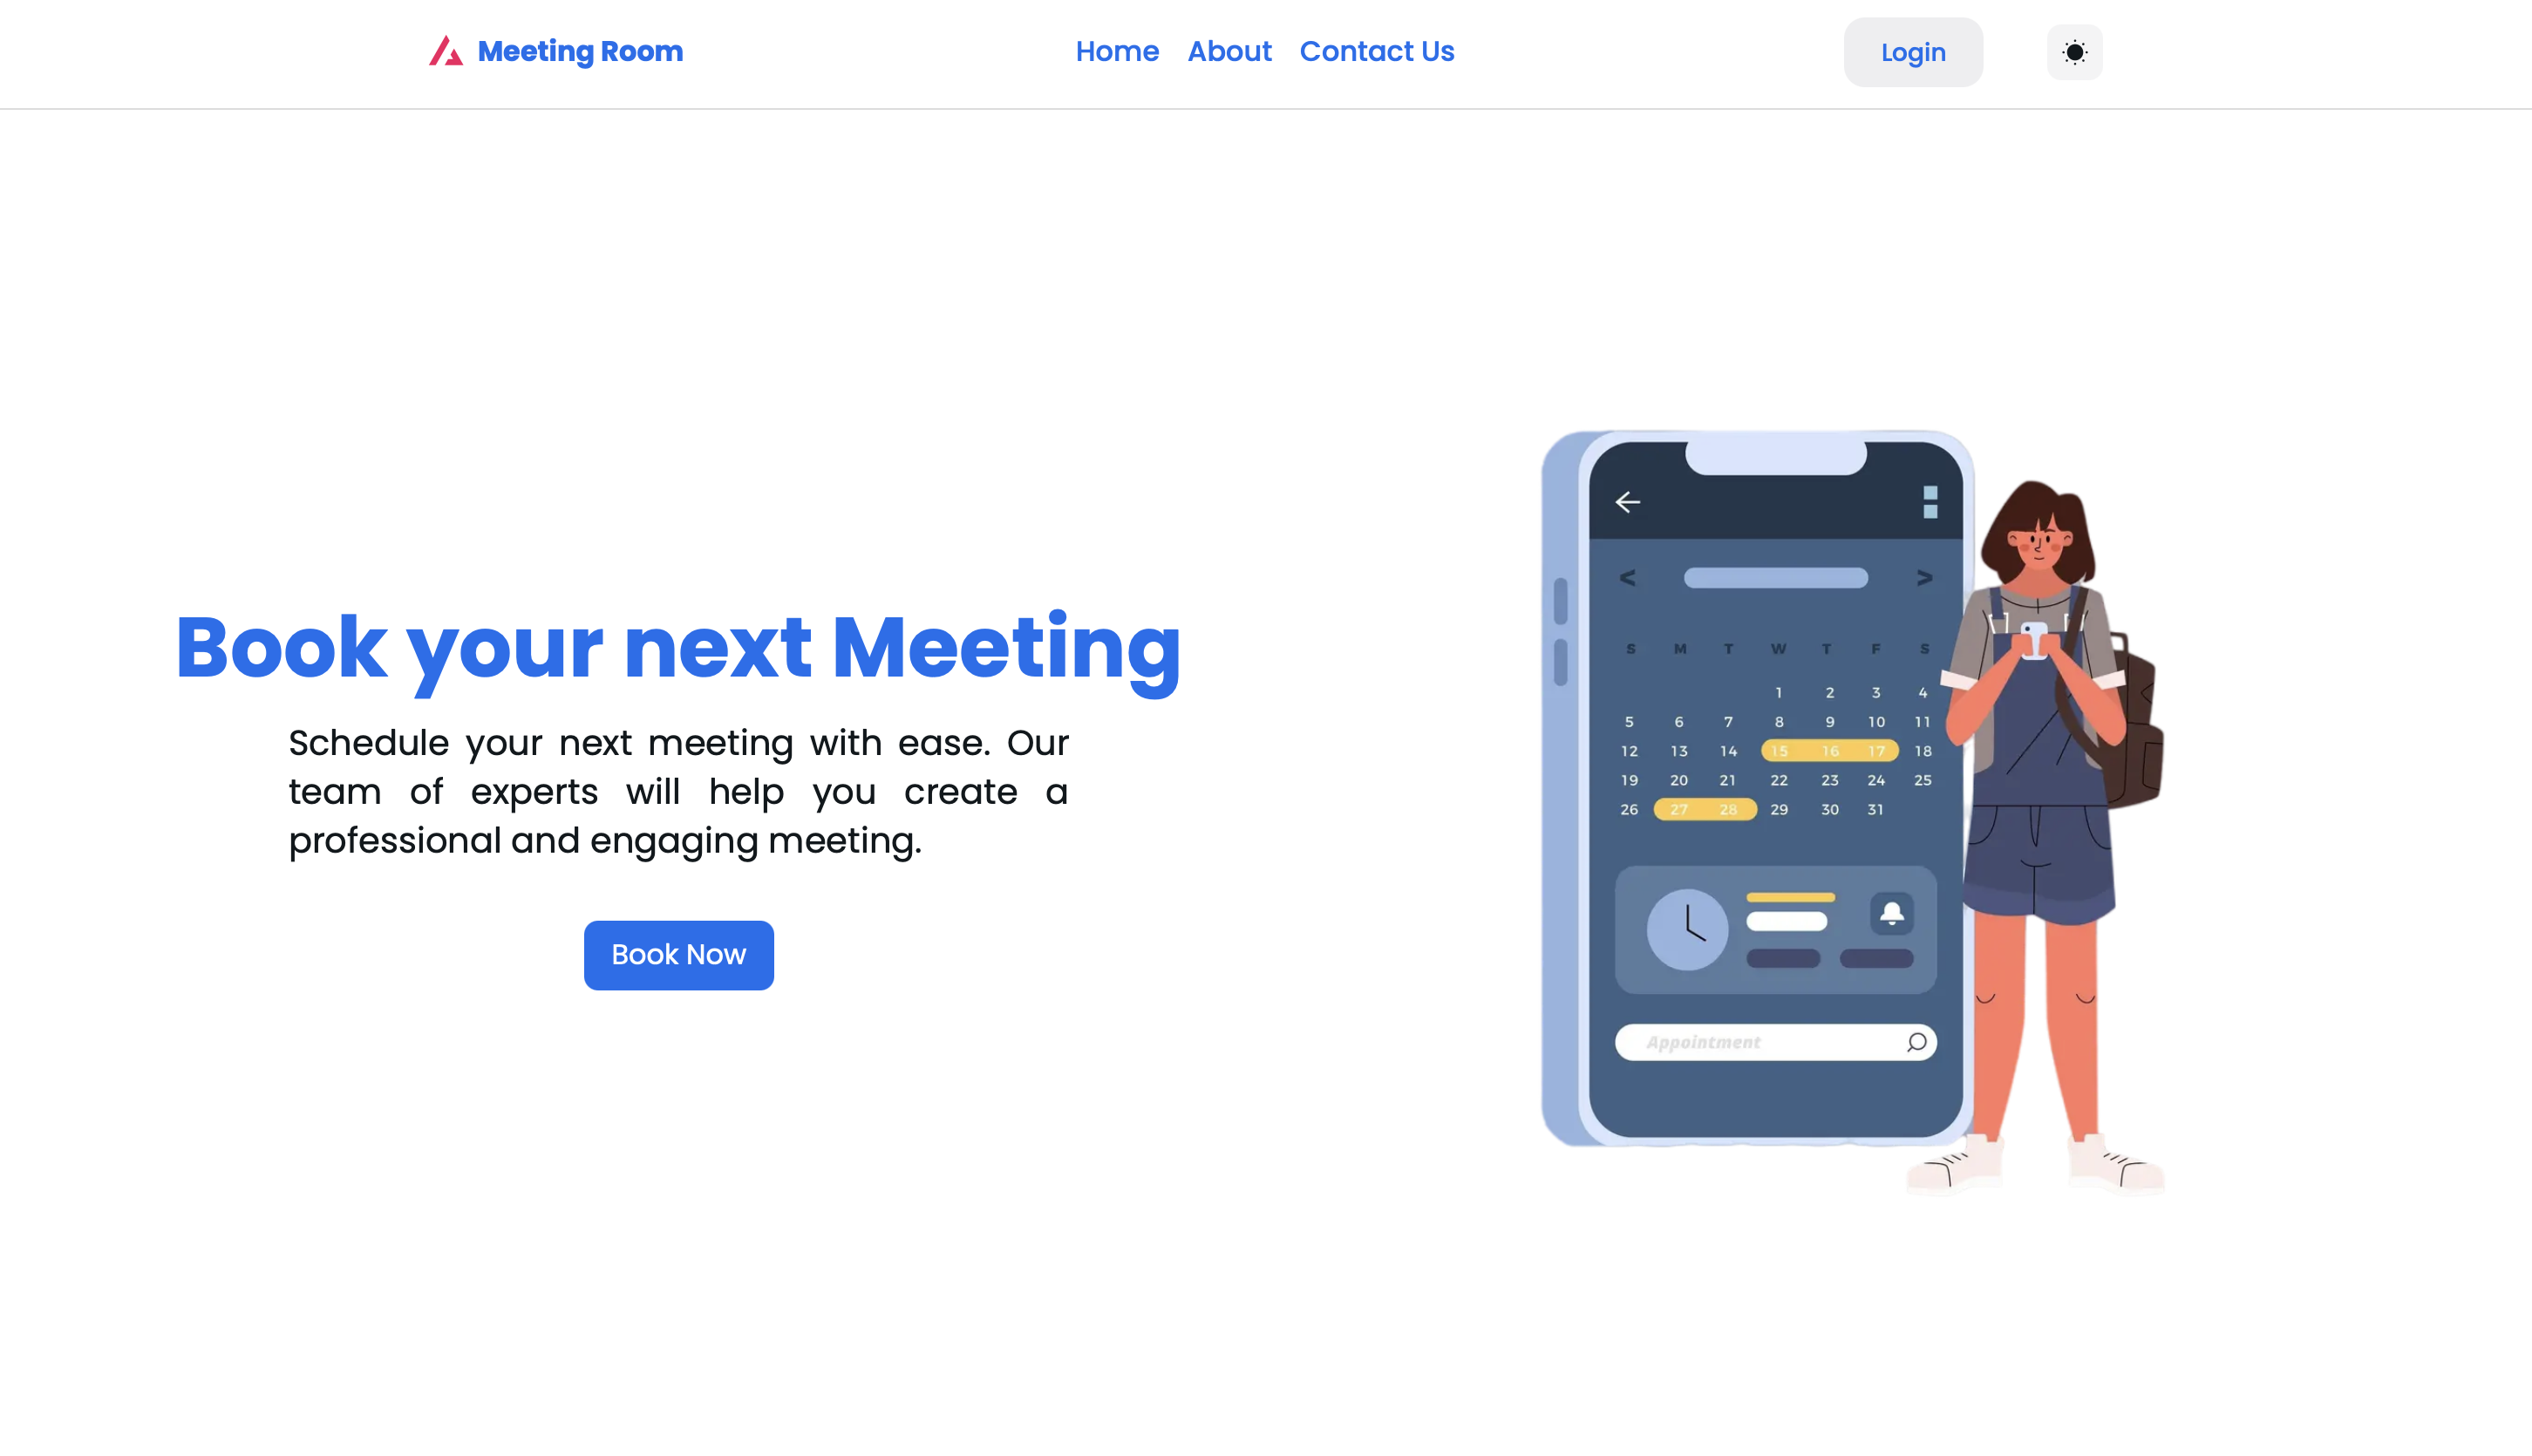 Meeting Room
Home About Contact Us
Login
Book your next Meeting
Schedule your next meeting with ease. Our
team of experts will help you create a
professional and engaging meeting.
Book Now
< >
S M T W T F S
1 2 3 4
5 6 7 8 9 10 11
12 13 14 15 16 17 18
19 20 21 22 23 24 25
26 27 28 29 30 31
Appointment